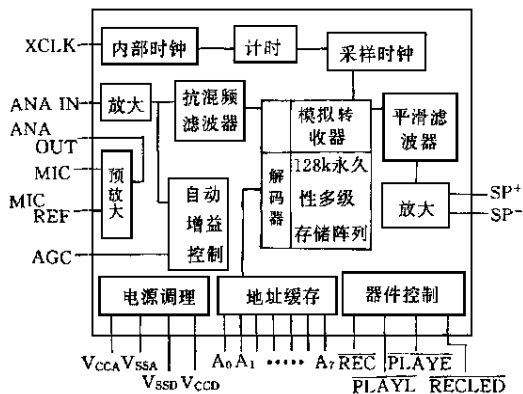 XCLK
内部时钟
计时
采样时钟
ANA IN
放大
抗混频
滤波器
模拟转
收器
平滑滤
波器
ANA
OUT
MIC
MIC
REF
预放大
解码器
128k永久
性多级
存储阵列
自动
增益
控制
放大
SP+
SP-
AGC
电源调理
地址缓存
器件控制
VCCA VSSA
VSSD VCCD
A0 A1 ····· A7 REC PLAYE
PLAYL RECLED